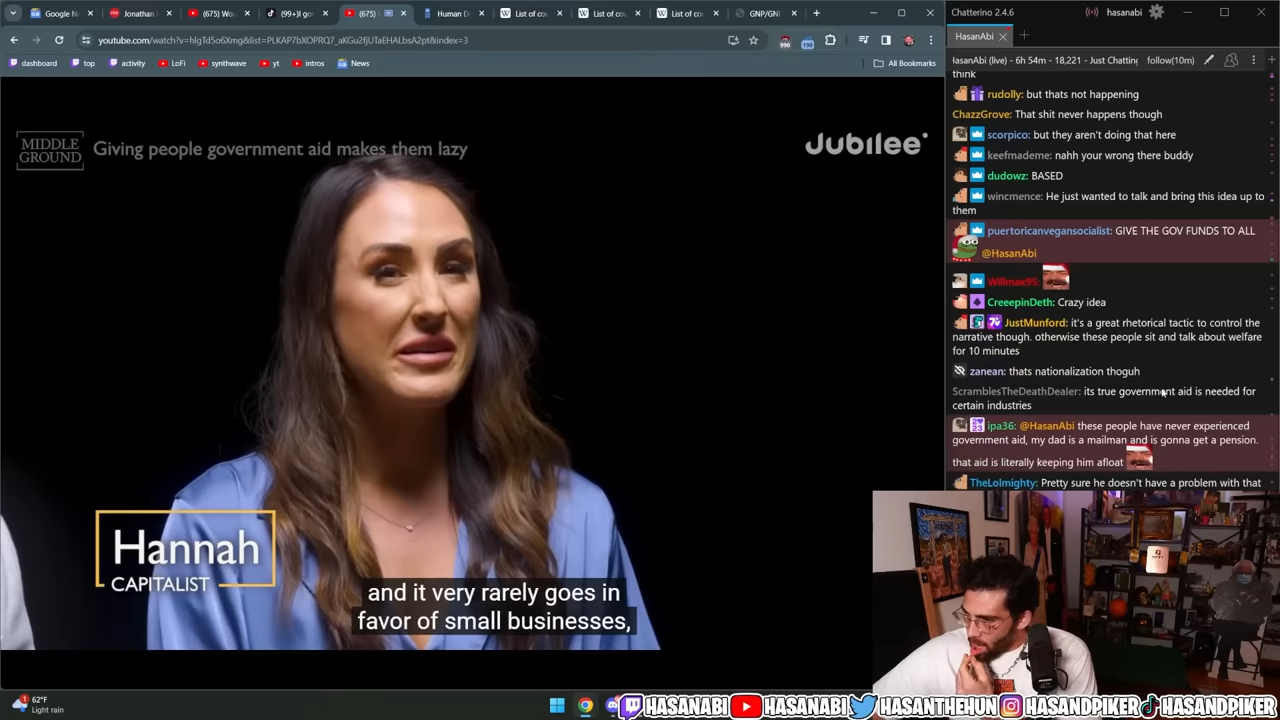 Google N
Jonathan
(675) Wou
(99+)(i go
(675) I
Human D
List of cou
List of cou
List of co
GNP/GNI
youtube.com/watch?v=hlgTd5o6Xmg&list=PLKAP7bXOPRQ7_aKGu2fjUTaEHALbsA2pt&index=3
990
190
dashboard
top
activity
LoFi
synthwave
yt
intros
News
All Bookmarks
MIDDLE
GROUND
Giving people government aid makes them lazy
Jubilee
Hannah
CAPITALIST
and it very rarely goes in
favor of small businesses,
Chatterino 2.4.6
hasanabi
HasanAbi
HasanAbi (live) - 6h 54m - 18,221 - Just Chatting
follow(10m)
think
rudolly: but thats not happening
ChazzGrove: That shit never happens though
scorpico: but they aren't doing that here
keefmademe: nahh your wrong there buddy
dudowz: BASED
wincmence: He just wanted to talk and bring this idea up to
them
puertoricanvegansocialist: GIVE THE GOV FUNDS TO ALL
@HasanAbi
Willmax95:
CreeepinDeth: Crazy idea
JustMunford: it's a great rhetorical tactic to control the
narrative though. otherwise these people sit and talk about welfare
for 10 minutes
zanean: thats nationalization thoguh
ScramblesTheDeathDealer: its true government aid is needed for
certain industries
ipa36: @HasanAbi these people have never experienced
government aid, my dad is a mailman and is gonna get a pension.
that aid is literally keeping him afloat
TheLolmighty: Pretty sure he doesn't have a problem with that
62°F
Light rain
HASANABI
HASANABI
HASANTHEHUN
HASANDPIKER
HASANDPIKER